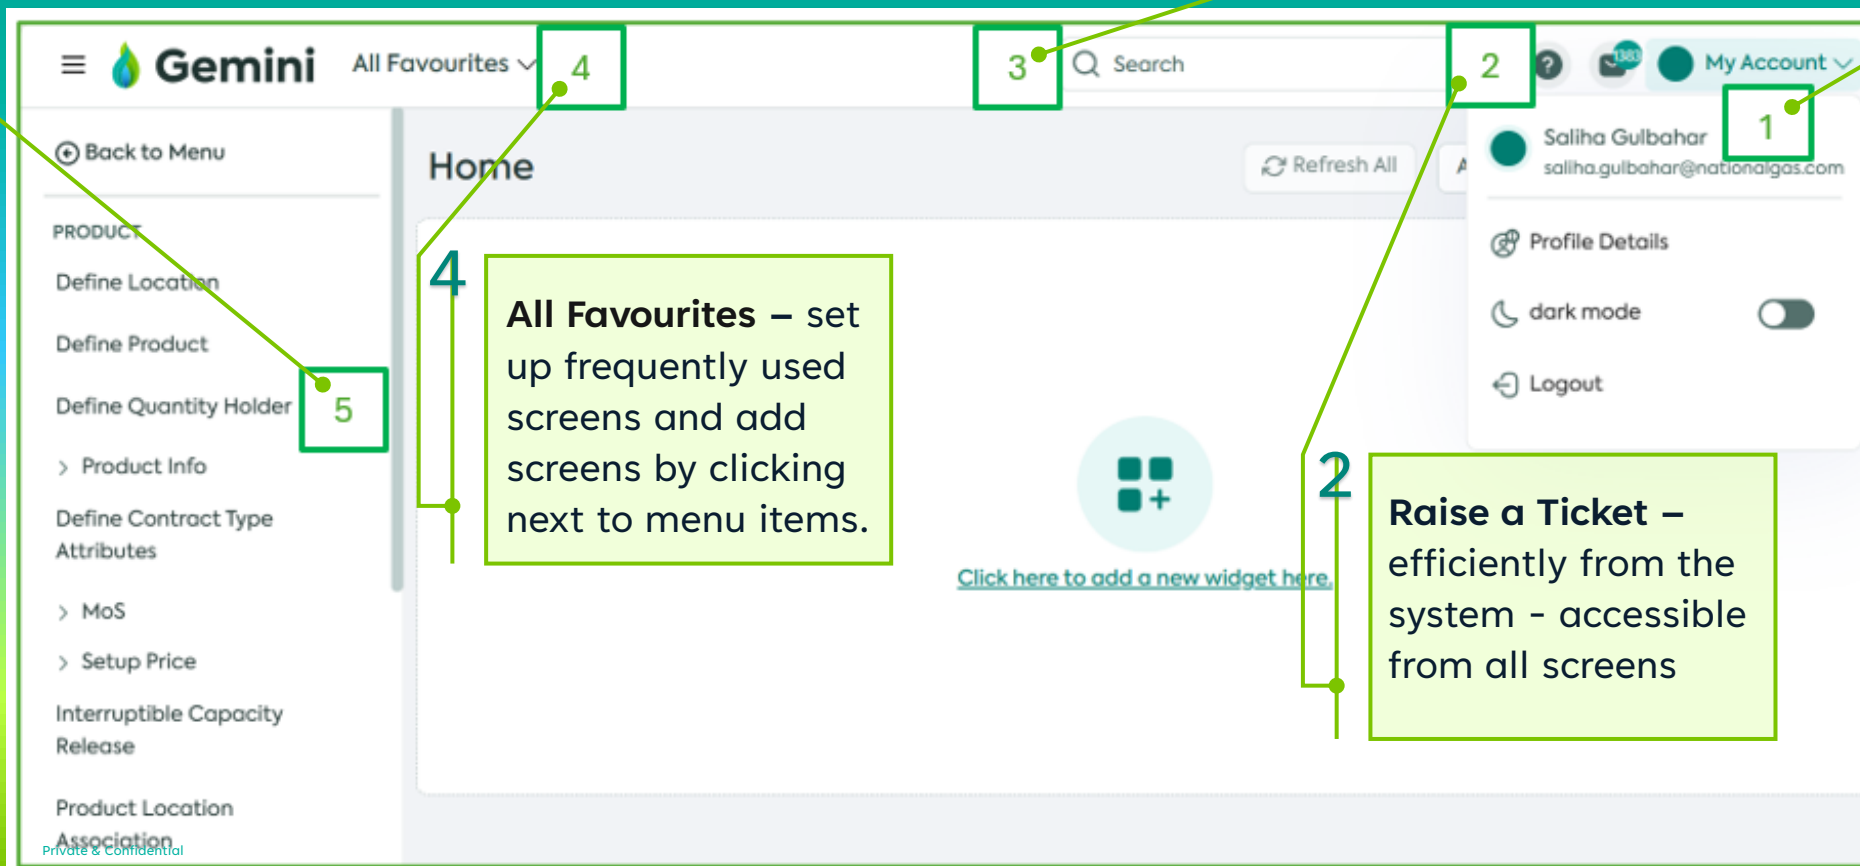 Gemini
All Favourites
4
3
Search
2
?
1383
My Account
1
Saliha Gulbahar
saliha.gulbahar@nationalgas.com
Profile Details
dark mode
Logout
Back to Menu
PRODUCT
Define Location
Define Product
Define Quantity Holder
5
> Product Info
Define Contract Type
Attributes
> MoS
> Setup Price
Interruptible Capacity
Release
Product Location
Association
Private & Confidential
Home
Refresh All
A
4
All Favourites – set
up frequently used
screens and add
screens by clicking
next to menu items.
Click here to add a new widget here.
2
Raise a Ticket –
efficiently from the
system - accessible
from all screens